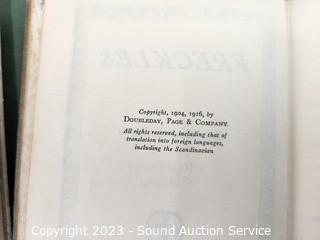 FRECKLES
Copyright, 1904, 1916, by
DOUBLEDAY, PAGE & COMPANY
All rights reserved, including that of
translation into foreign languages,
including the Scandinavian
Copyright 2023 - Sound Auction Service